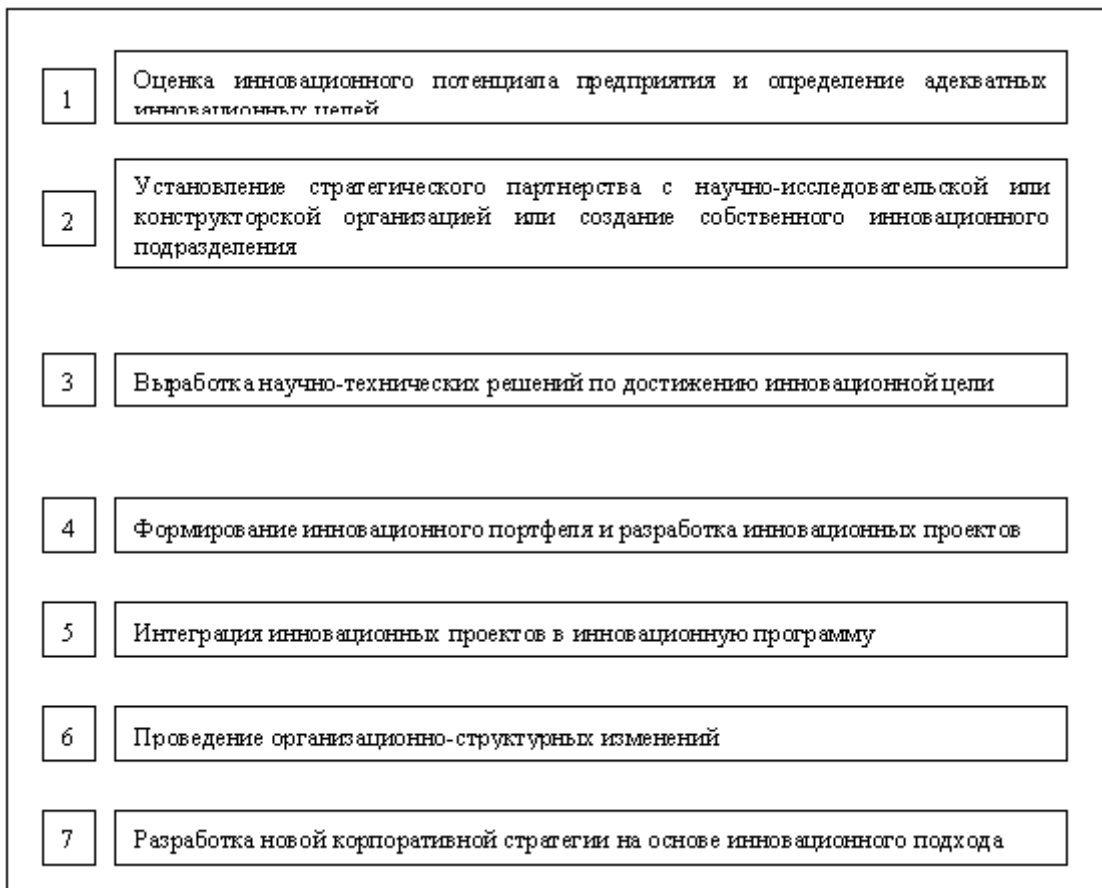 1
Оценка инновационного потенциала предприятия и определение адекватных
инновационных целей
2
Установление стратегического партнерства с научно-исследовательской или
конструкторской организацией или создание собственного инновационного
подразделения
3
Выработка научно-технических решений по достижению инновационной цели
4
Формирование инновационного портфеля и разработка инновационных проектов
5
Интеграция инновационных проектов в инновационную программу
6
Проведение организационно-структурных изменений
7
Разработка новой корпоративной стратегии на основе инновационного подхода